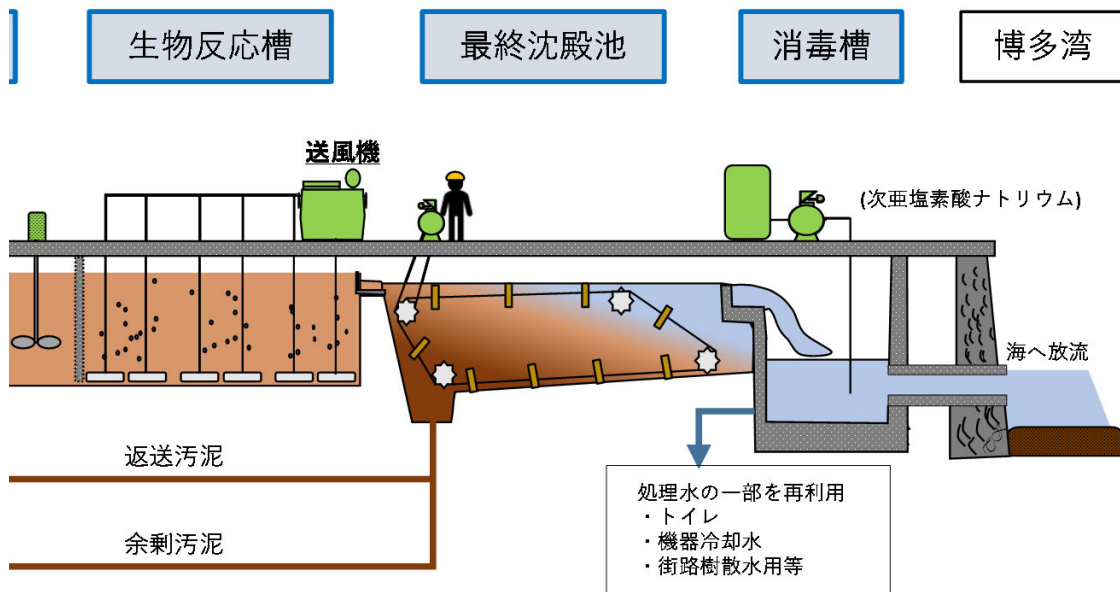 生物反応槽
最終沈殿池
消毒槽
博多湾
送風機
(次亜塩素酸ナトリウム)
海へ放流
返送汚泥
余剰汚泥
処理水の一部を再利用
・トイレ
・機器冷却水
・街路樹散水用等